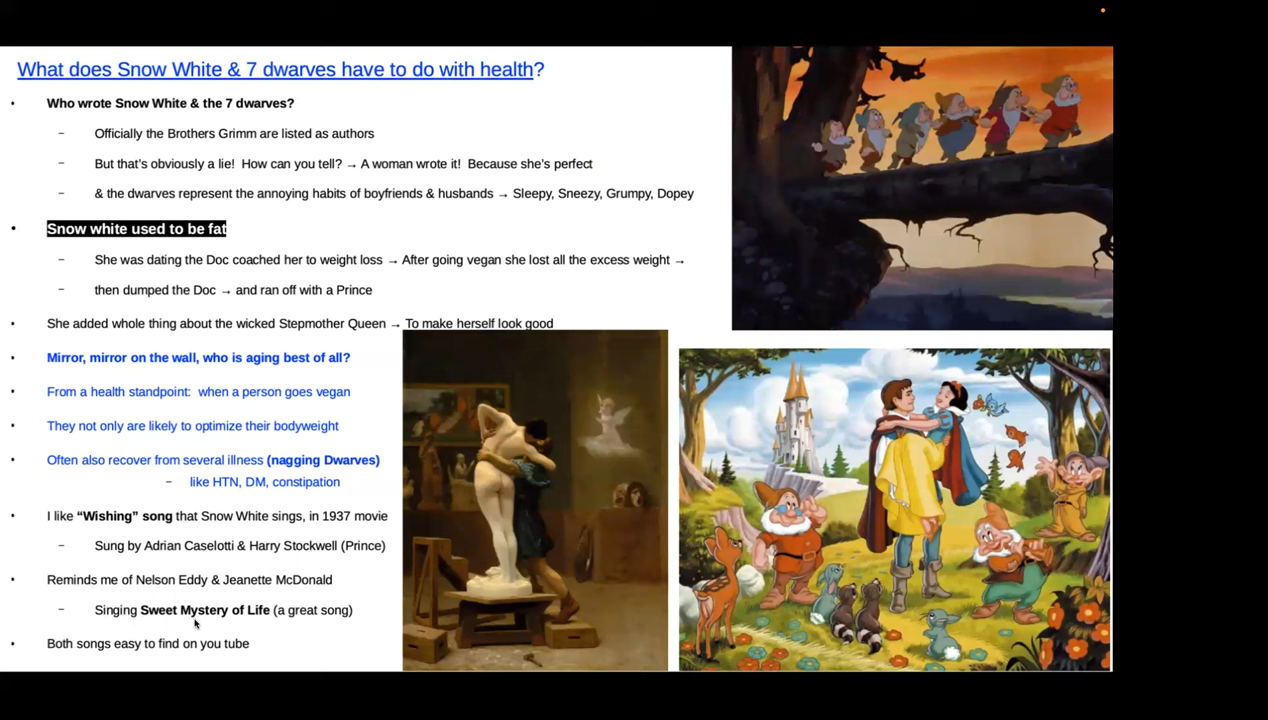 What does Snow White & 7 dwarves have to do with health?
• Who wrote Snow White & the 7 dwarves?
– Officially the Brothers Grimm are listed as authors
– But that's obviously a lie! How can you tell? → A woman wrote it! Because she's perfect
– & the dwarves represent the annoying habits of boyfriends & husbands → Sleepy, Sneezy, Grumpy, Dopey
• Snow white used to be fat
– She was dating the Doc coached her to weight loss → After going vegan she lost all the excess weight →
– then dumped the Doc → and ran off with a Prince
• She added whole thing about the wicked Stepmother Queen → To make herself look good
• Mirror, mirror on the wall, who is aging best of all?
• From a health standpoint: when a person goes vegan
• They not only are likely to optimize their bodyweight
• Often also recover from several illness (nagging Dwarves)
– like HTN, DM, constipation
• I like “Wishing” song that Snow White sings, in 1937 movie
– Sung by Adrian Caselotti & Harry Stockwell (Prince)
• Reminds me of Nelson Eddy & Jeanette McDonald
– Singing Sweet Mystery of Life (a great song)
• Both songs easy to find on you tube